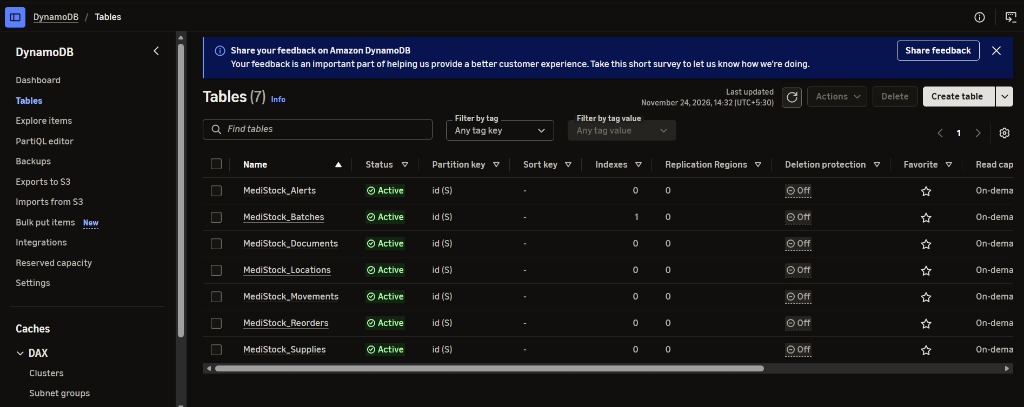 DynamoDB / Tables
DynamoDB
Dashboard
Tables
Explore items
PartiQL editor
Backups
Exports to S3
Imports from S3
Bulk put items New
Integrations
Reserved capacity
Settings
Caches
DAX
Clusters
Subnet groups
Share your feedback on Amazon DynamoDB
Your feedback is an important part of helping us provide a better customer experience. Take this short survey to let us know how we're doing.
Share feedback
Tables (7) Info
Last updated
November 24, 2026, 14:32 (UTC+5:30)
Actions
Delete
Create table
Find tables
Filter by tag
Any tag key
Filter by tag value
Any tag value
1
Name Status Partition key Sort key Indexes Replication Regions Deletion protection Favorite Read cap
MediStock_Alerts Active id (S) - 0 0 Off On-dema
MediStock_Batches Active id (S) - 1 0 Off On-dema
MediStock_Documents Active id (S) - 0 0 Off On-dema
MediStock_Locations Active id (S) - 0 0 Off On-dema
MediStock_Movements Active id (S) - 0 0 Off On-dema
MediStock_Reorders Active id (S) - 0 0 Off On-dema
MediStock_Supplies Active id (S) - 0 0 Off On-dema